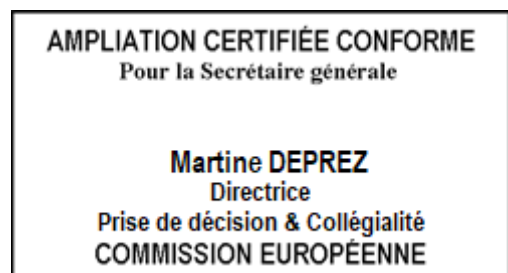 AMPLIATION CERTIFIÉE CONFORME
Pour la Secrétaire générale
Martine DEPREZ
Directrice
Prise de décision & Collégialité
COMMISSION EUROPÉENNE